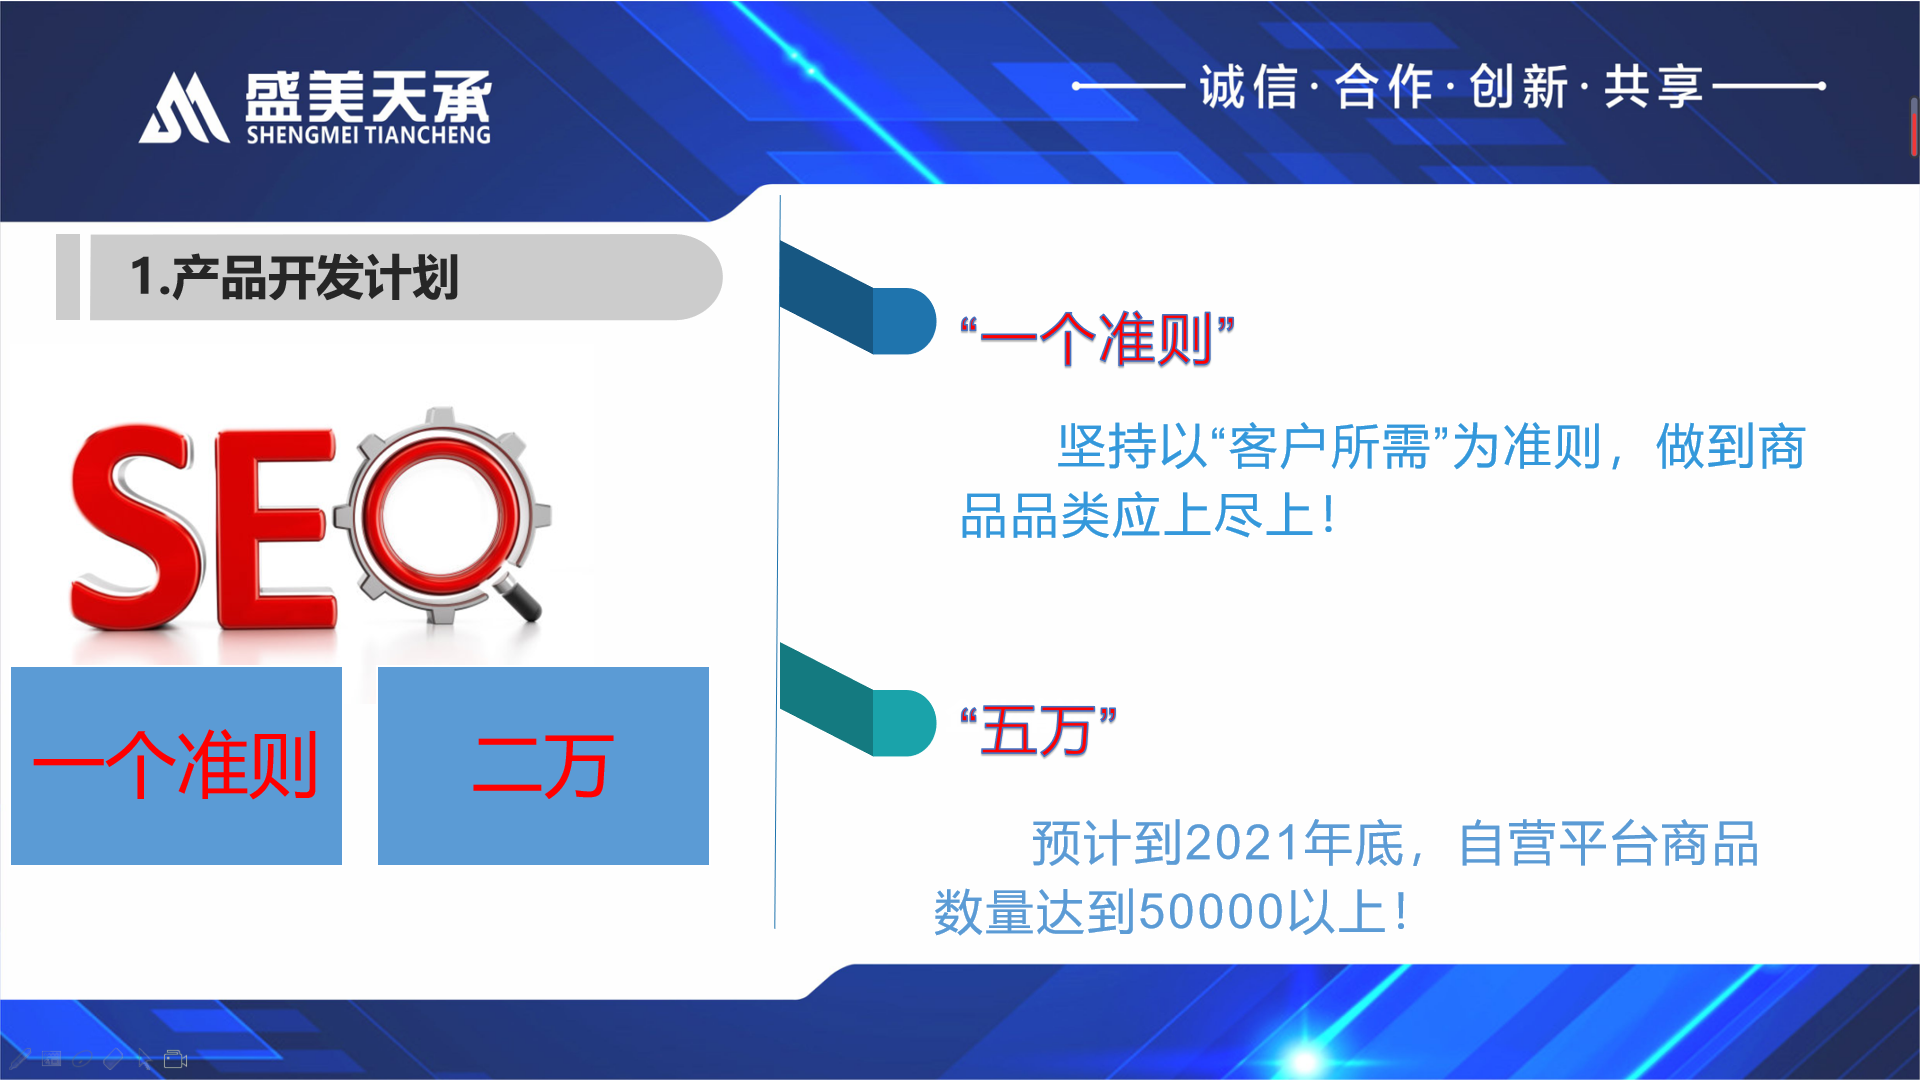 盛美天承
SHENGMEI TIANCHENG
诚信·合作·创新·共享
1.产品开发计划
SEO
一个准则
二万
“一个准则”
坚持以“客户所需”为准则，做到商
品品类应上尽上！
“五万”
预计到2021年底，自营平台商品
数量达到50000以上！